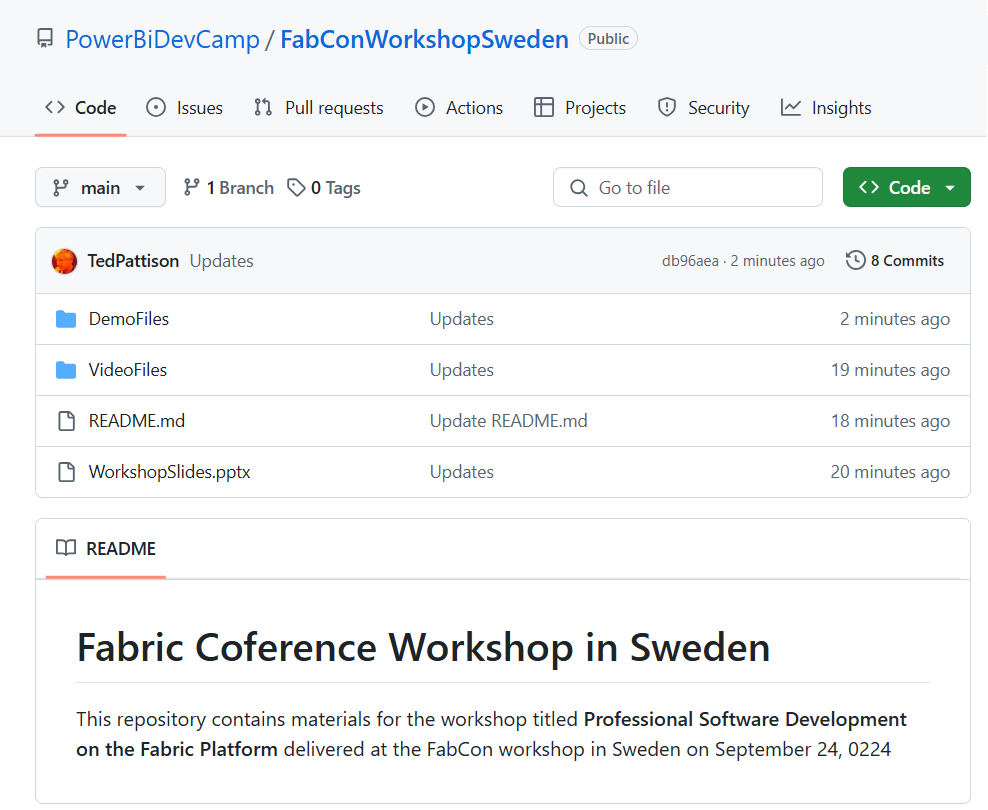 PowerBiDevCamp / FabConWorkshopSweden Public
Code Issues Pull requests Actions Projects Security Insights
main 1 Branch 0 Tags Go to file Code
TedPattison Updates db96aea · 2 minutes ago 8 Commits
DemoFiles Updates 2 minutes ago
VideoFiles Updates 19 minutes ago
README.md Update README.md 18 minutes ago
WorkshopSlides.pptx Updates 20 minutes ago
README
Fabric Coference Workshop in Sweden
This repository contains materials for the workshop titled Professional Software Development
on the Fabric Platform delivered at the FabCon workshop in Sweden on September 24, 0224